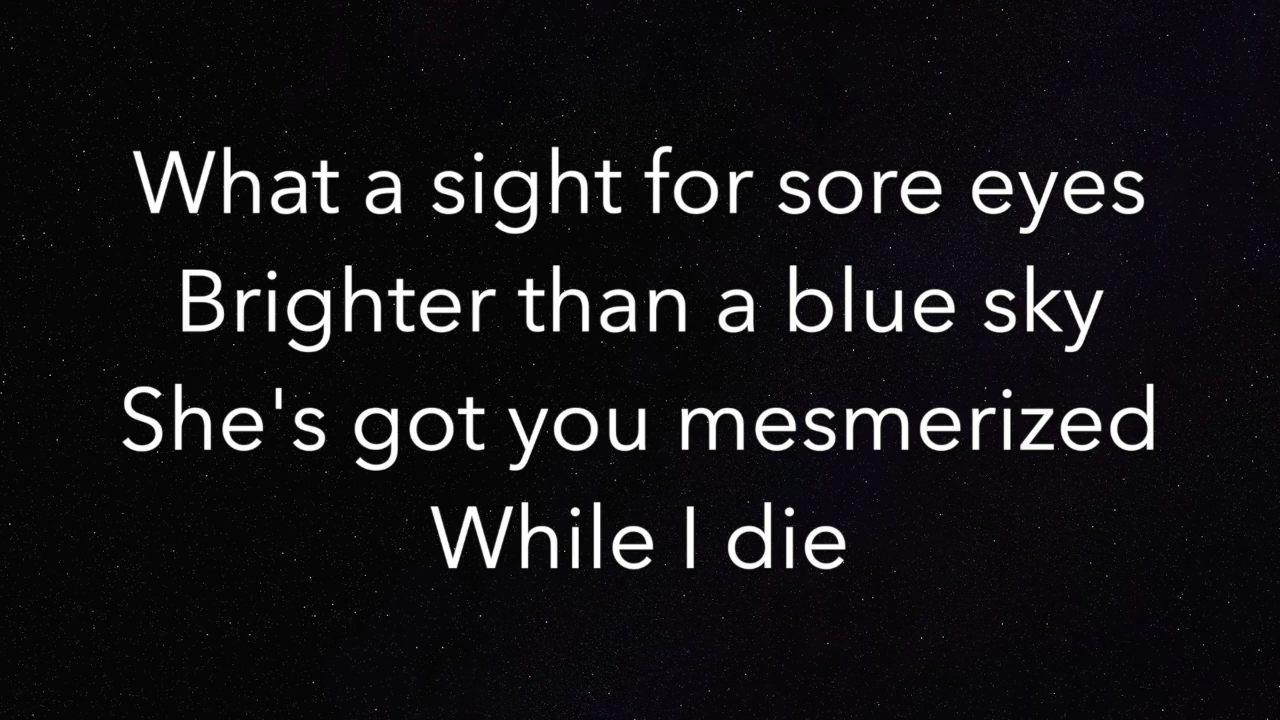 What a sight for sore eyes
Brighter than a blue sky
She's got you mesmerized
While I die